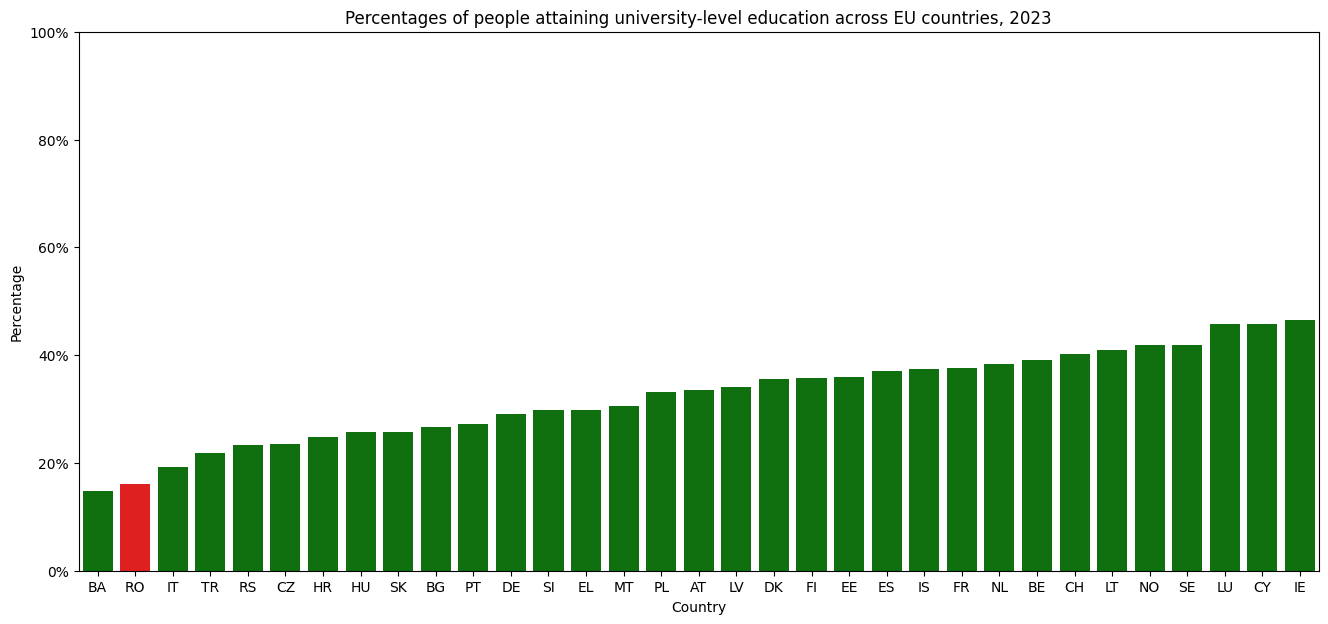 Percentages of people attaining university-level education across EU countries, 2023
100%
80%
60%
40%
20%
0%
Percentage
BA RO IT TR RS CZ HR HU SK BG PT DE SI EL MT PL AT LV DK FI EE ES IS FR NL BE CH LT NO SE LU CY IE
Country